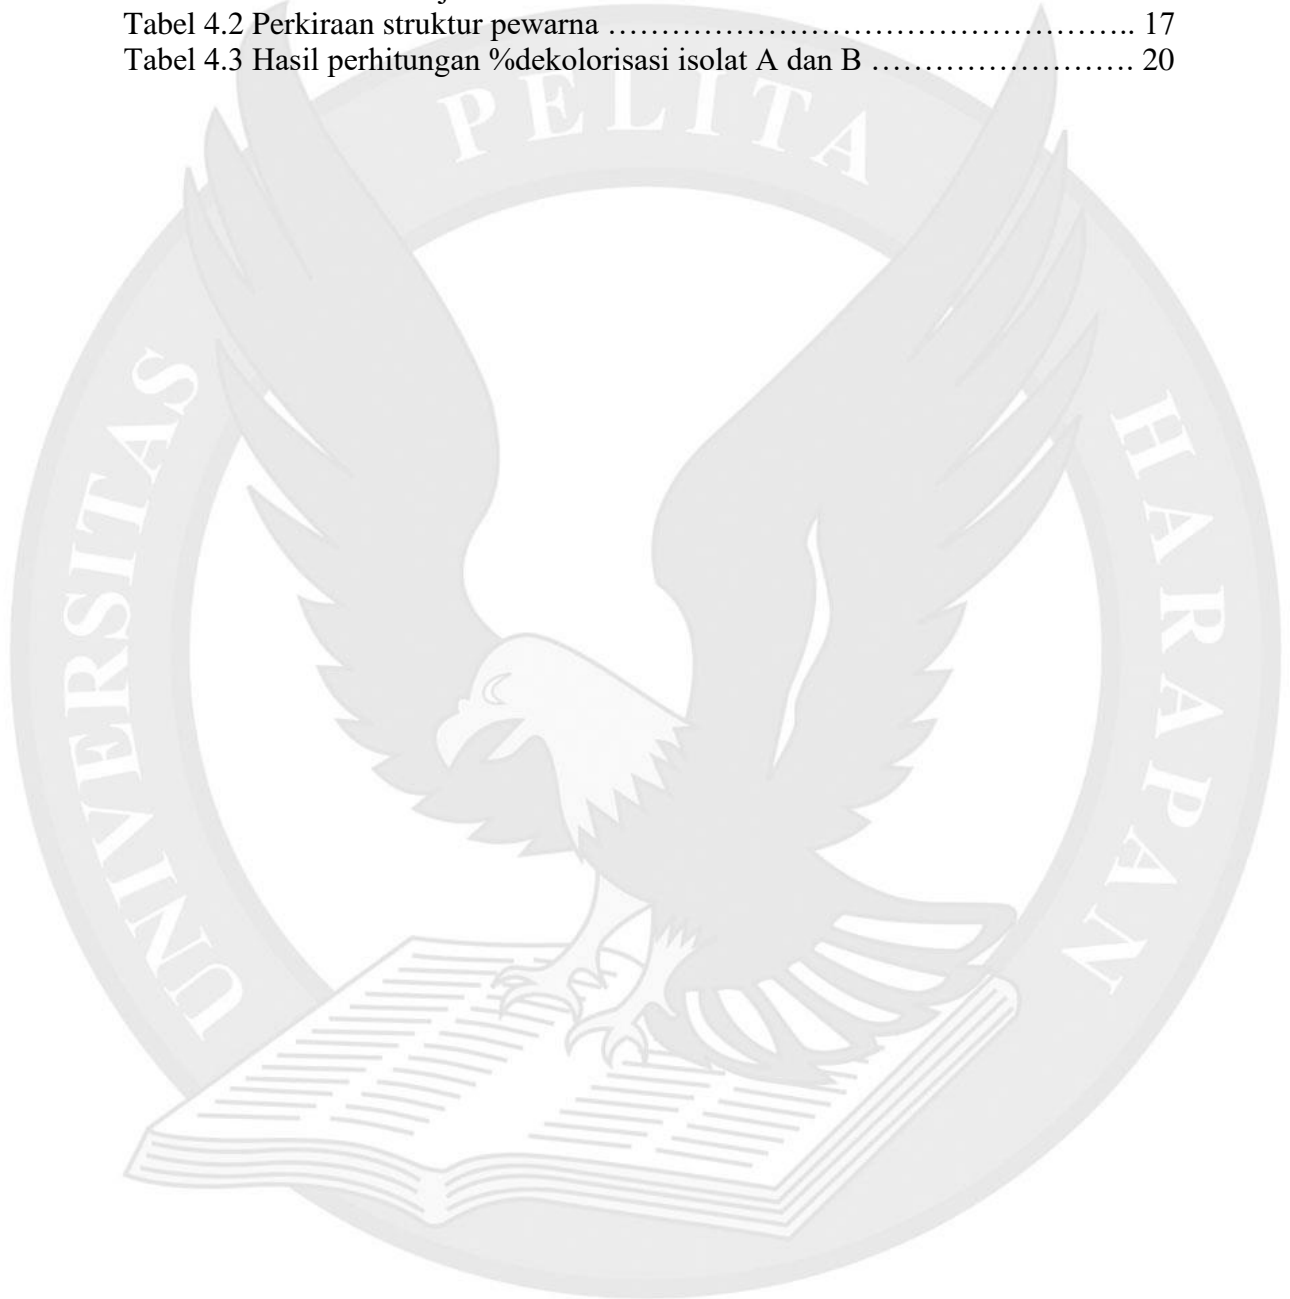 Tabel 4.2 Perkiraan struktur pewarna ………………………………………….. 17
Tabel 4.3 Hasil perhitungan %dekolorisasi isolat A dan B ……………………. 20
UNIVERSITAS PELITA HARAPAN